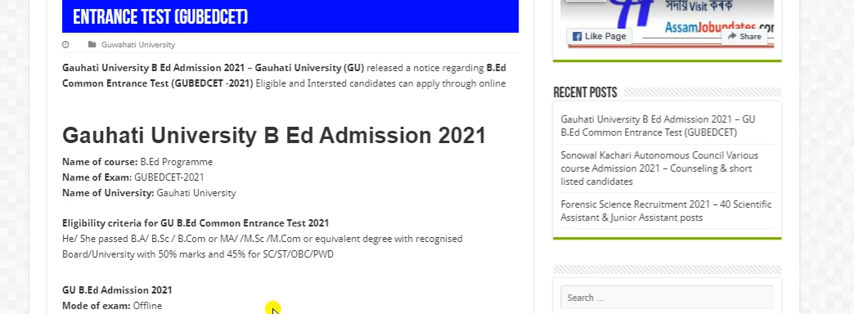 ENTRANCE TEST (GUBEDCET)
Guwahati University
Gauhati University B Ed Admission 2021 – Gauhati University (GU) released a notice regarding B.Ed
Common Entrance Test (GUBEDCET -2021) Eligible and Intersted candidates can apply through online
Gauhati University B Ed Admission 2021
Name of course: B.Ed Programme
Name of Exam: GUBEDCET-2021
Name of University: Gauhati University
Eligibility criteria for GU B.Ed Common Entrance Test 2021
He/ She passed B.A/ B.Sc / B.Com or MA/ /M.Sc /M.Com or equivalent degree with recognised
Board/University with 50% marks and 45% for SC/ST/OBC/PWD
GU B.Ed Admission 2021
Mode of exam: Offline
সদায় Visit কৰক
AssamJobupdates.com
Like Page
Share
RECENT POSTS
Gauhati University B Ed Admission 2021 – GU
B.Ed Common Entrance Test (GUBEDCET)
Sonowal Kachari Autonomous Council Various
course Admission 2021 – Counseling & short
listed candidates
Forensic Science Recruitment 2021 – 40 Scientific
Assistant & Junior Assistant posts
Search ...